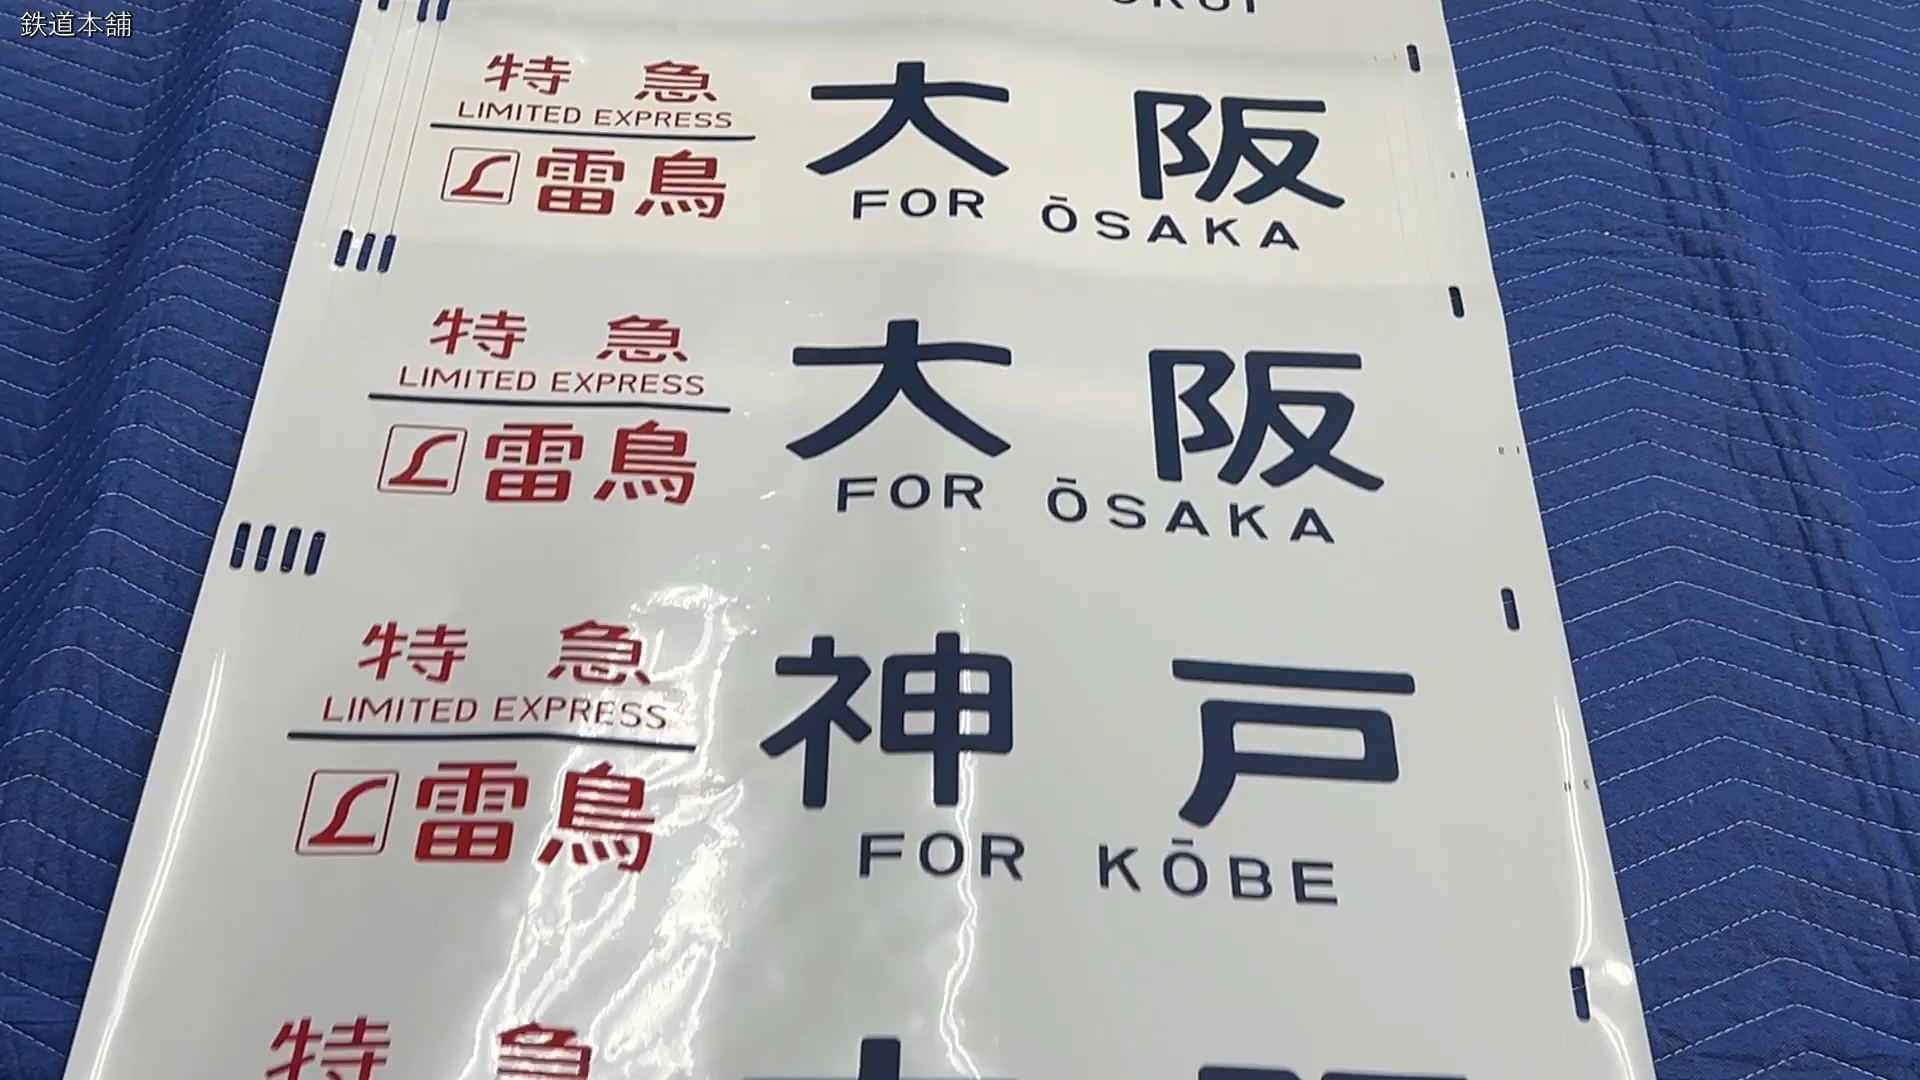 鉄道本舗
特急
LIMITED EXPRESS
雷鳥
大阪
FOR ŌSAKA
特急
LIMITED EXPRESS
雷鳥
大阪
FOR ŌSAKA
特急
LIMITED EXPRESS
雷鳥
神戸
FOR KŌBE
特急